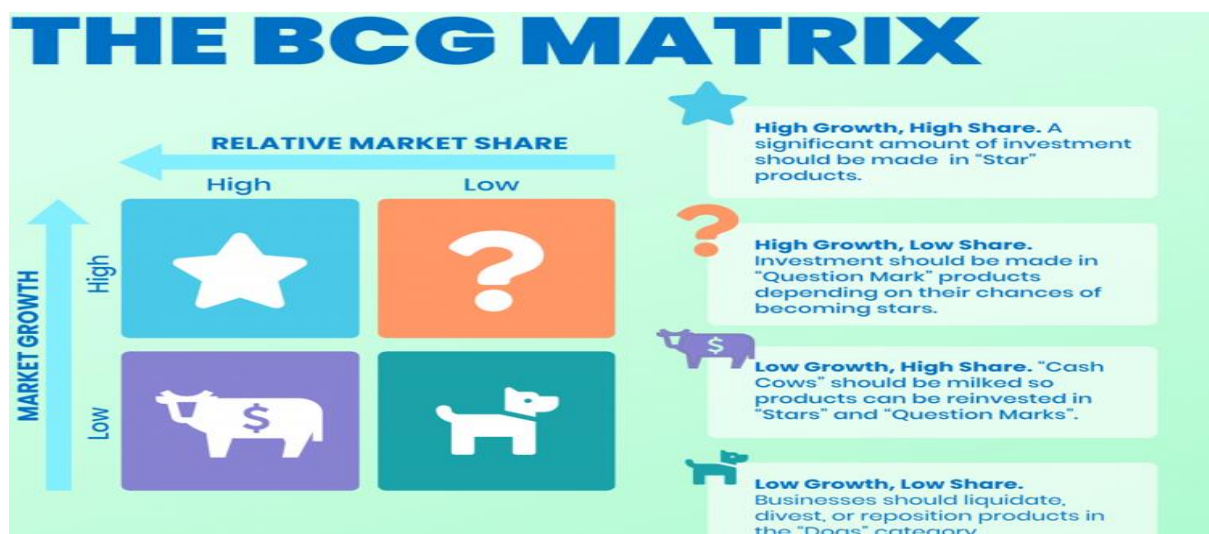 THE BCG MATRIX
RELATIVE MARKET SHARE
High
Low
MARKET GROWTH
High
Low
$
High Growth, High Share. A
significant amount of investment
should be made in "Star"
products.
?
High Growth, Low Share.
Investment should be made in
"Question Mark" products
depending on their chances of
becoming stars.
?
$
Low Growth, High Share. "Cash
Cows" should be milked so
products can be reinvested in
"Stars" and "Question Marks".
Low Growth, Low Share.
Businesses should liquidate,
divest, or reposition products in
the "Dogs" category